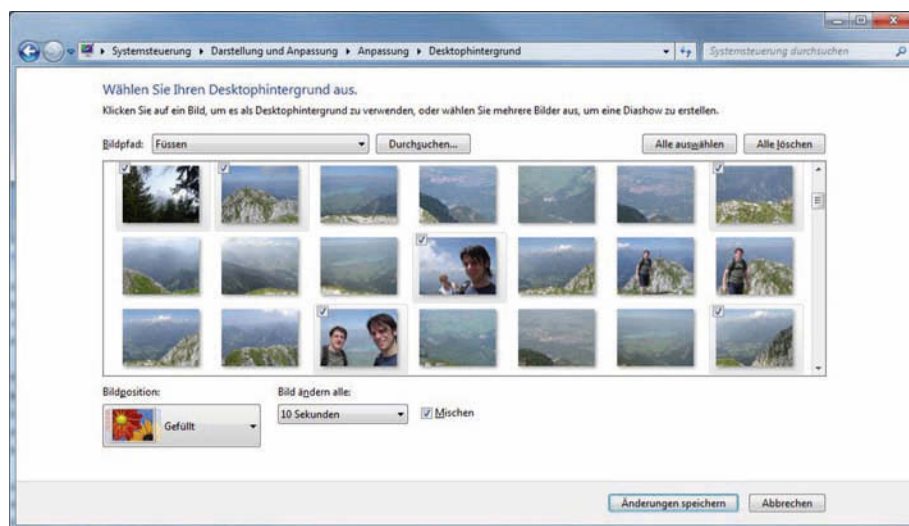 Systemsteuerung ▸ Darstellung und Anpassung ▸ Anpassung ▸ Desktophintergrund
Systemsteuerung durchsuchen
Wählen Sie Ihren Desktophintergrund aus.
Klicken Sie auf ein Bild, um es als Desktophintergrund zu verwenden, oder wählen Sie mehrere Bilder aus, um eine Diashow zu erstellen.
Bildpfad: Füssen Durchsuchen... Alle auswählen Alle löschen
Bildposition: Bild ändern alle:
Gefüllt 10 Sekunden Mischen
Änderungen speichern Abbrechen